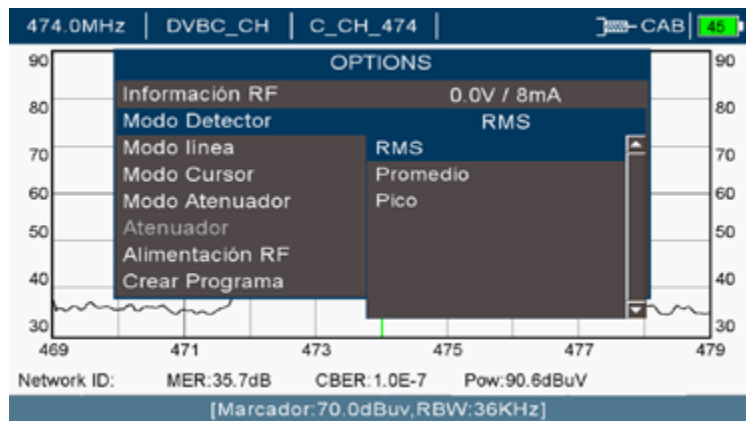 474.0MHz | DVBC_CH | C_CH_474 | CAB 45
90 OPTIONS 90
Información RF 0.0V / 8mA
80 80
Modo Detector RMS
Modo línea RMS
70 70
Modo Cursor Promedio
Modo Atenuador Pico
60 60
Atenuador
50 50
Alimentación RF
Crear Programa
40 40
30 30
469 471 473 475 477 479
Network ID: MER:35.7dB CBER:1.0E-7 Pow:90.6dBuV
[Marcador:70.0dBuv,RBW:36KHz]